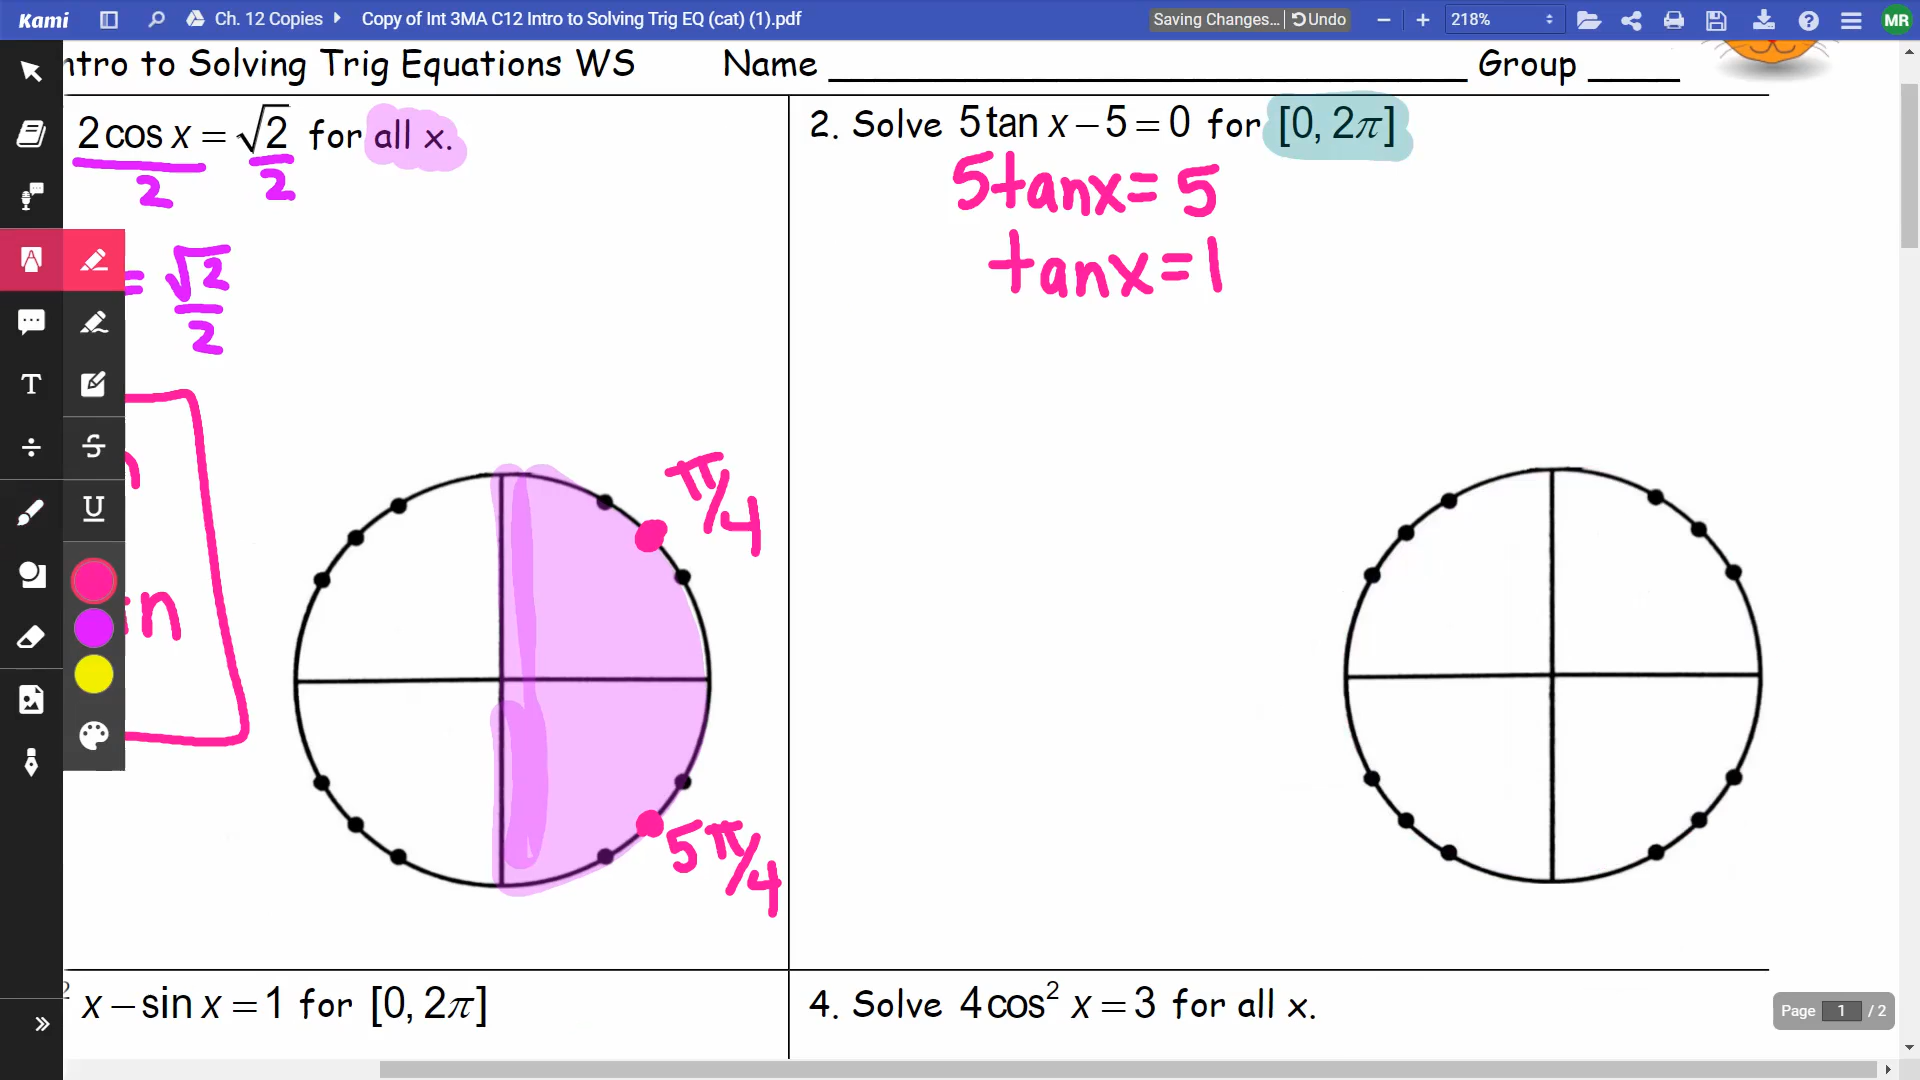 Kami
Ch. 12 Copies
Copy of Int 3MA C12 Intro to Solving Trig EQ (cat) (1).pdf
Saving Changes... Undo
218%
MR
ntro to Solving Trig Equations WS Name Group
2 cos x = √2 for all x.
2 2
= √2/2
n
in
π/4
5π/4
2. Solve 5 tan x − 5 = 0 for [0, 2π]
5tanx = 5
tanx = 1
² x − sin x = 1 for [0, 2π]
4. Solve 4 cos² x = 3 for all x.
Page 1 / 2